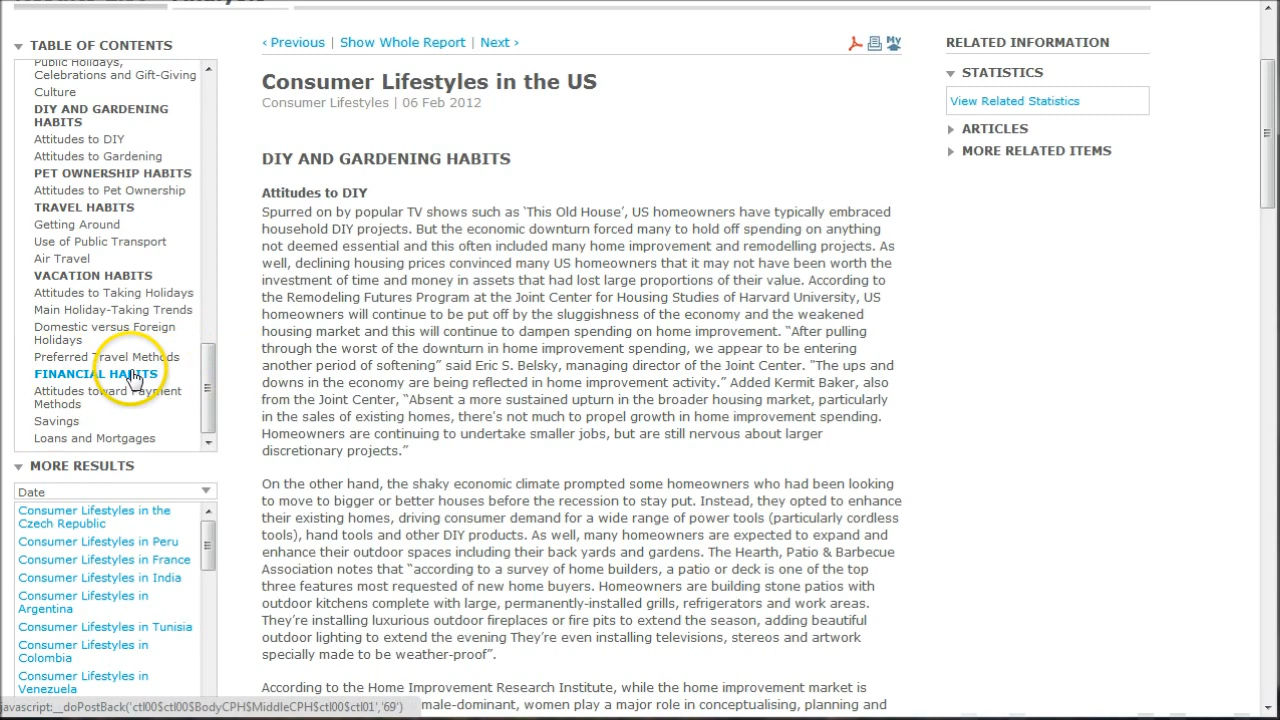 TABLE OF CONTENTS
Public Holidays,
Celebrations and Gift-Giving
Culture
DIY AND GARDENING
HABITS
Attitudes to DIY
Attitudes to Gardening
PET OWNERSHIP HABITS
Attitudes to Pet Ownership
TRAVEL HABITS
Getting Around
Use of Public Transport
Air Travel
VACATION HABITS
Attitudes to Taking Holidays
Main Holiday-Taking Trends
Domestic versus Foreign
Holidays
Preferred Travel Methods
FINANCIAL HABITS
Attitudes toward Payment
Methods
Savings
Loans and Mortgages
MORE RESULTS
Date
Consumer Lifestyles in the
Czech Republic
Consumer Lifestyles in Peru
Consumer Lifestyles in France
Consumer Lifestyles in India
Consumer Lifestyles in
Argentina
Consumer Lifestyles in Tunisia
Consumer Lifestyles in
Colombia
Consumer Lifestyles in
Venezuela
‹ Previous | Show Whole Report | Next ›
My
Consumer Lifestyles in the US
Consumer Lifestyles | 06 Feb 2012
DIY AND GARDENING HABITS
Attitudes to DIY
Spurred on by popular TV shows such as ‘This Old House’, US homeowners have typically embraced
household DIY projects. But the economic downturn forced many to hold off spending on anything
not deemed essential and this often included many home improvement and remodelling projects. As
well, declining housing prices convinced many US homeowners that it may not have been worth the
investment of time and money in assets that had lost large proportions of their value. According to
the Remodeling Futures Program at the Joint Center for Housing Studies of Harvard University, US
homeowners will continue to be put off by the sluggishness of the economy and the weakened
housing market and this will continue to dampen spending on home improvement. “After pulling
through the worst of the downturn in home improvement spending, we appear to be entering
another period of softening” said Eric S. Belsky, managing director of the Joint Center. "The ups and
downs in the economy are being reflected in home improvement activity.” Added Kermit Baker, also
from the Joint Center, “Absent a more sustained upturn in the broader housing market, particularly
in the sales of existing homes, there's not much to propel growth in home improvement spending.
Homeowners are continuing to undertake smaller jobs, but are still nervous about larger
discretionary projects.”
On the other hand, the shaky economic climate prompted some homeowners who had been looking
to move to bigger or better houses before the recession to stay put. Instead, they opted to enhance
their existing homes, driving consumer demand for a wide range of power tools (particularly cordless
tools), hand tools and other DIY products. As well, many homeowners are expected to expand and
enhance their outdoor spaces including their back yards and gardens. The Hearth, Patio & Barbecue
Association notes that “according to a survey of home builders, a patio or deck is one of the top
three features most requested of new home buyers. Homeowners are building stone patios with
outdoor kitchens complete with large, permanently-installed grills, refrigerators and work areas.
They’re installing luxurious outdoor fireplaces or fire pits to extend the season, adding beautiful
outdoor lighting to extend the evening They’re even installing televisions, stereos and artwork
specially made to be weather-proof”.
According to the Home Improvement Research Institute, while the home improvement market is
male-dominant, women play a major role in conceptualising, planning and
RELATED INFORMATION
STATISTICS
View Related Statistics
ARTICLES
MORE RELATED ITEMS
javascript:__doPostBack('ctl00$ctl00$BodyCPH$MiddleCPH$ctl00$ctl01','69')